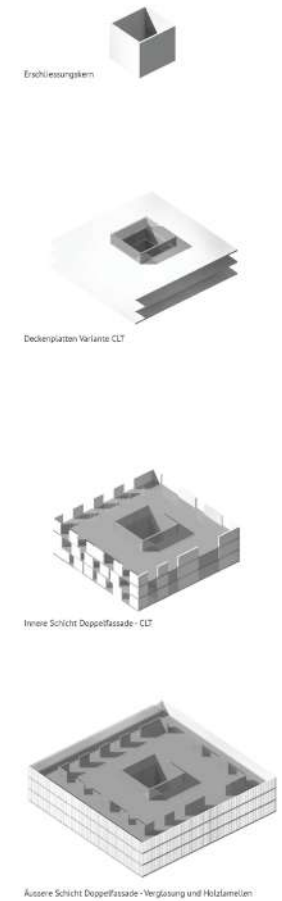 Erschliessungskern
Deckenplatten Variante CLT
Innere Schicht Doppelfassade - CLT
Äussere Schicht Doppelfassade - Verglasung und Holzlamellen